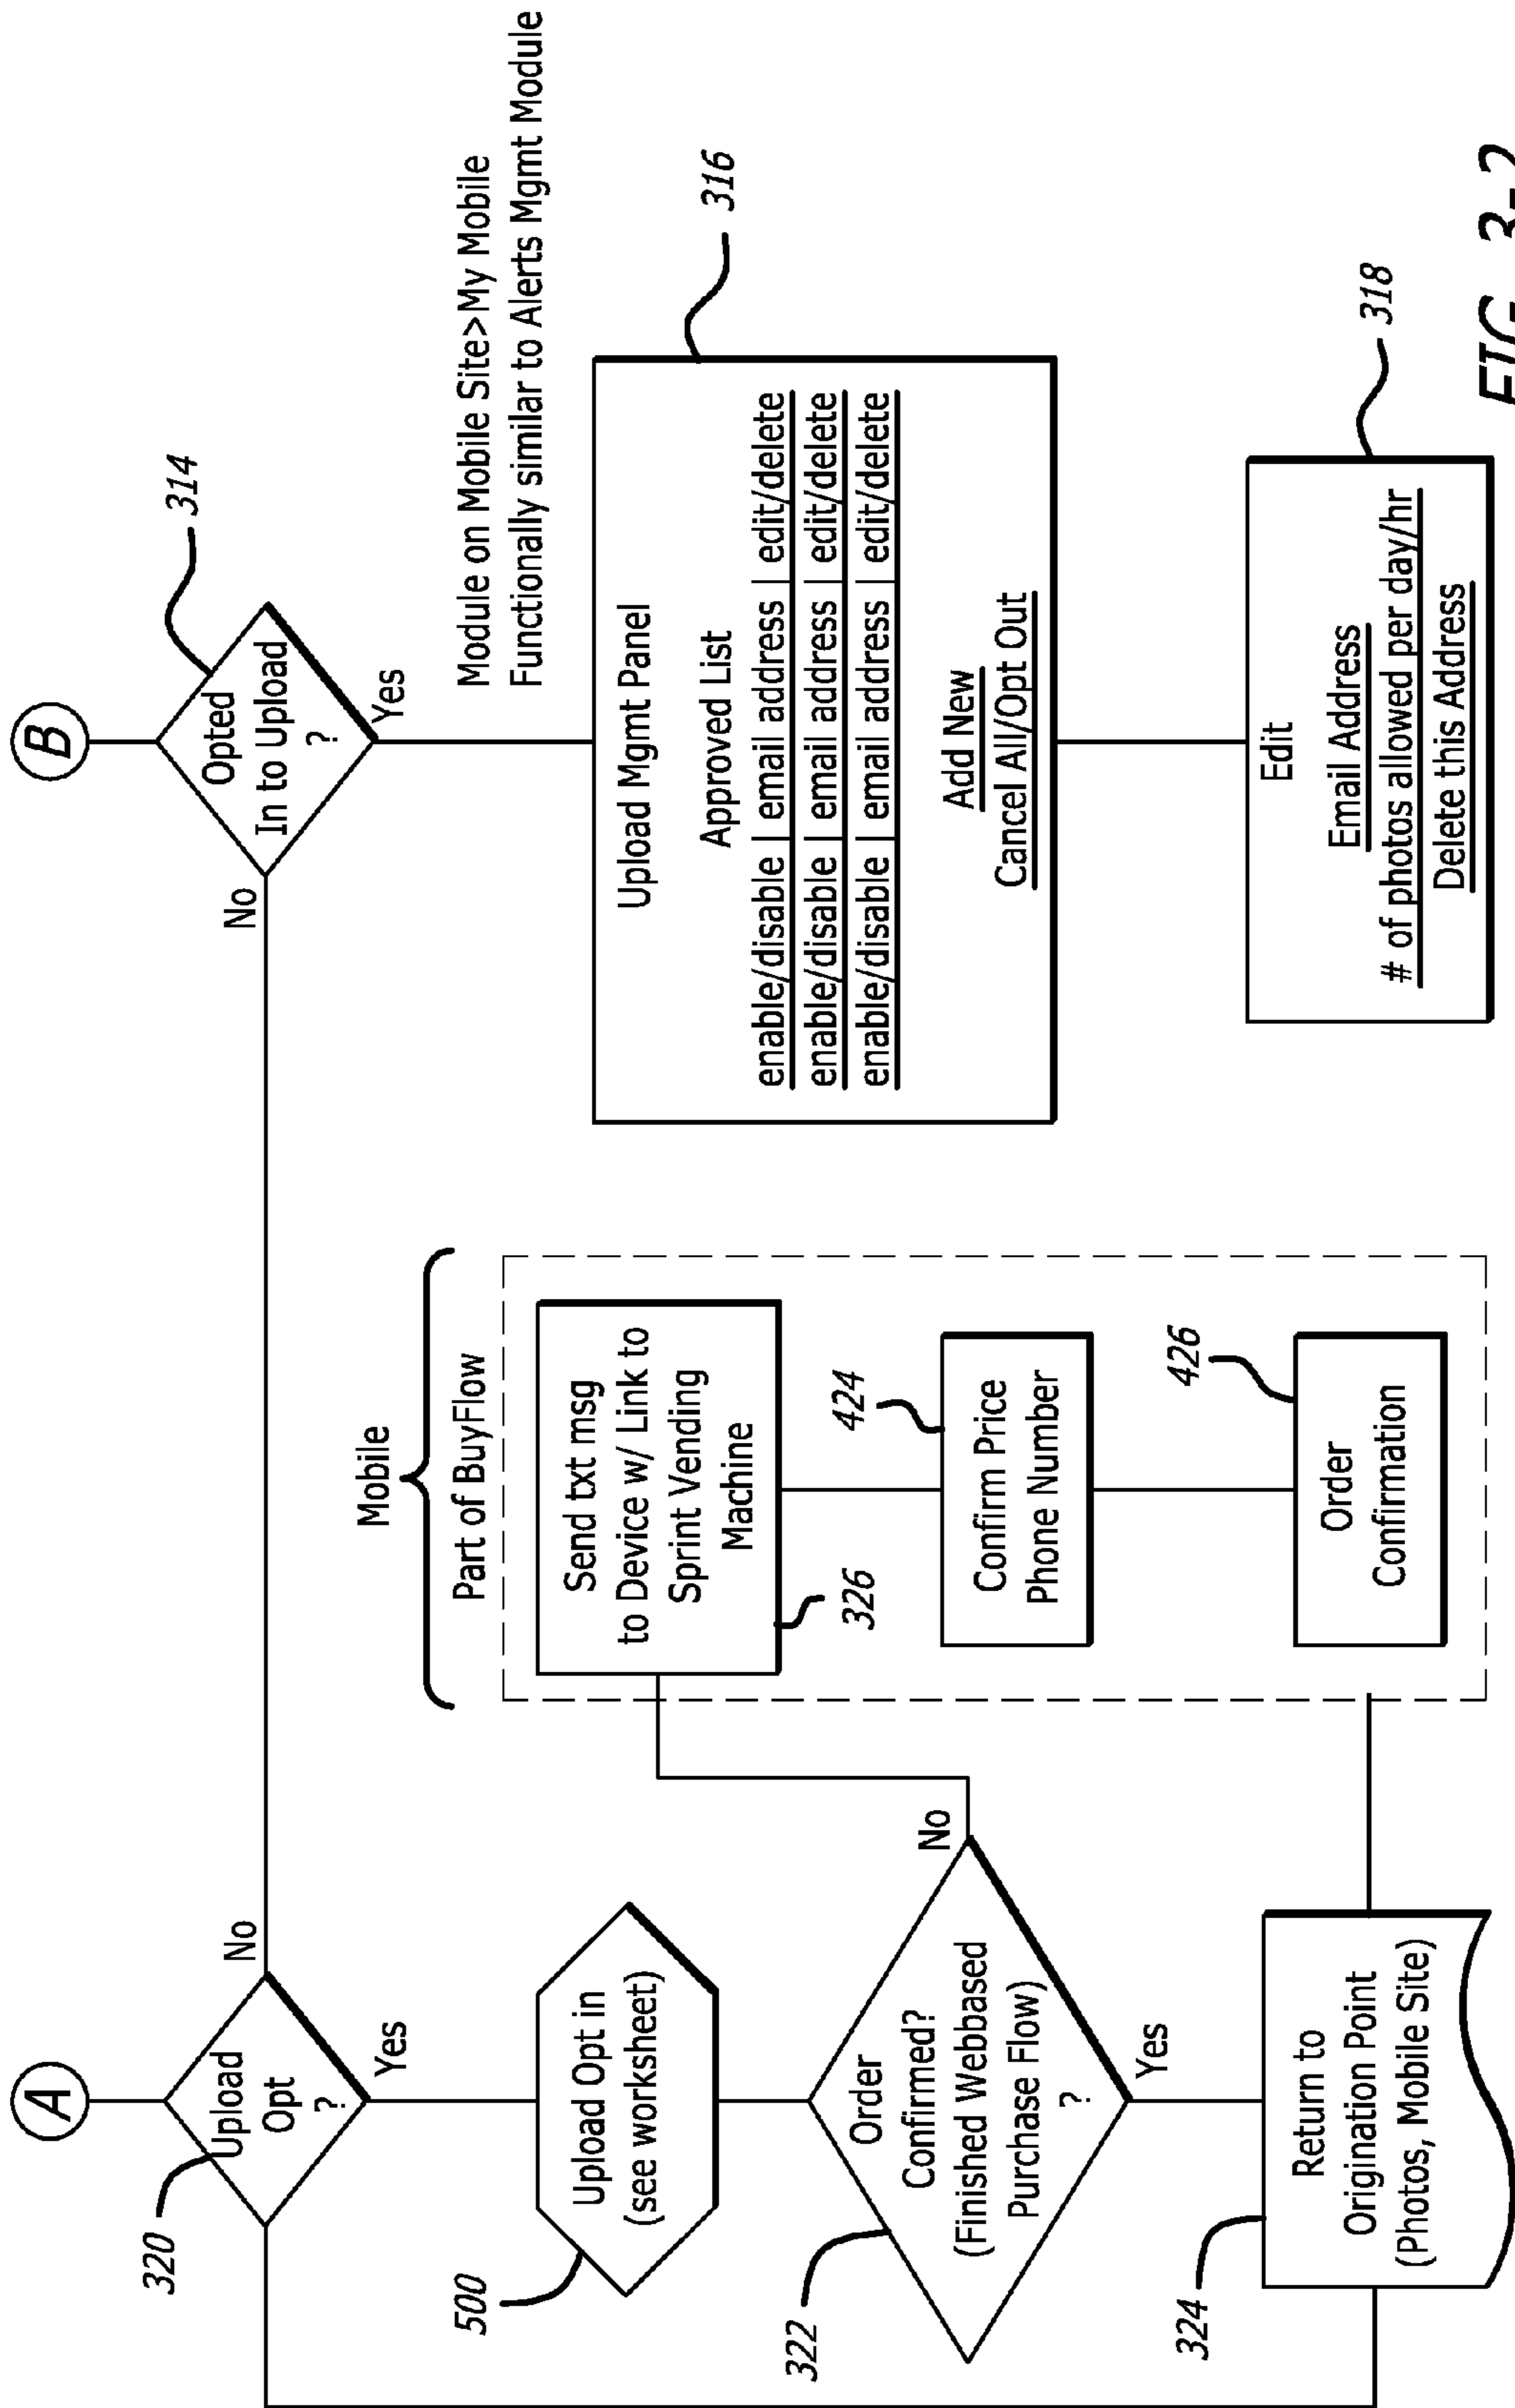 A
320
Upload
Opt
?
No
Yes
500
Upload Opt in
(see worksheet)
322
Order
Confirmed?
(Finished Webbased
Purchase Flow)
?
No
Yes
324
Return to
Origination Point
(Photos, Mobile Site)
Mobile
Part of BuyFlow
Send txt msg
to Device w/ Link to
Sprint Vending
Machine
326
424
Confirm Price
Phone Number
426
Order
Confirmation
B
314
Opted
In to Upload
?
No
Yes
Module on Mobile Site>My Mobile
Functionally similar to Alerts Mgmt Module
316
Upload Mgmt Panel
Approved List
enable/disable | email address | edit/delete
enable/disable | email address | edit/delete
enable/disable | email address | edit/delete
Add New
Cancel All/Opt Out
318
Edit
Email Address
# of photos allowed per day/hr
Delete this Address
FIG. 3-2